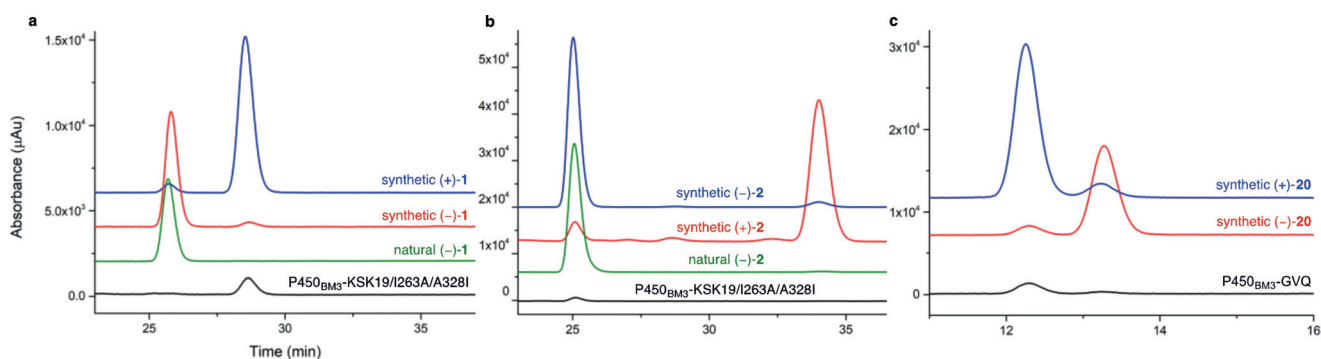 a
Absorbance (μAu)
1.5x10⁴
1.0x10⁴
5.0x10³
0.0
synthetic (+)-1
synthetic (−)-1
natural (−)-1
P450BM3-KSK19/I263A/A328I
25
30
35
Time (min)
b
5x10⁴
4x10⁴
3x10⁴
2x10⁴
1x10⁴
0
synthetic (−)-2
synthetic (+)-2
natural (−)-2
P450BM3-KSK19/I263A/A328I
25
30
35
c
3x10⁴
2x10⁴
1x10⁴
0
synthetic (+)-20
synthetic (−)-20
P450BM3-GVQ
12
14
16